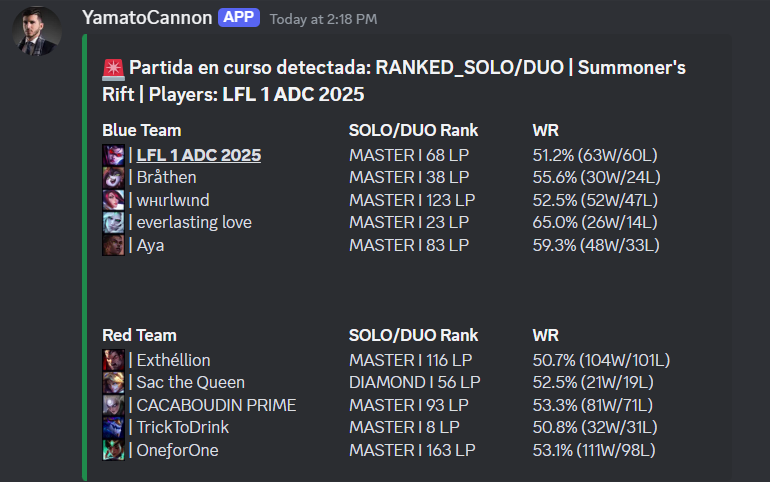 YamatoCannon APP Today at 2:18 PM
🚨 Partida en curso detectada: RANKED_SOLO/DUO | Summoner's
Rift | Players: LFL 1 ADC 2025
Blue Team SOLO/DUO Rank WR
| LFL 1 ADC 2025 MASTER I 68 LP 51.2% (63W/60L)
| Bråthen MASTER I 38 LP 55.6% (30W/24L)
| wнιrlwιnd MASTER I 123 LP 52.5% (52W/47L)
| everlasting love MASTER I 23 LP 65.0% (26W/14L)
| Aya MASTER I 83 LP 59.3% (48W/33L)
Red Team SOLO/DUO Rank WR
| Exthéllion MASTER I 116 LP 50.7% (104W/101L)
| Sac the Queen DIAMOND I 56 LP 52.5% (21W/19L)
| CACABOUDIN PRIME MASTER I 93 LP 53.3% (81W/71L)
| TrickToDrink MASTER I 8 LP 50.8% (32W/31L)
| OneƒorOne MASTER I 163 LP 53.1% (111W/98L)